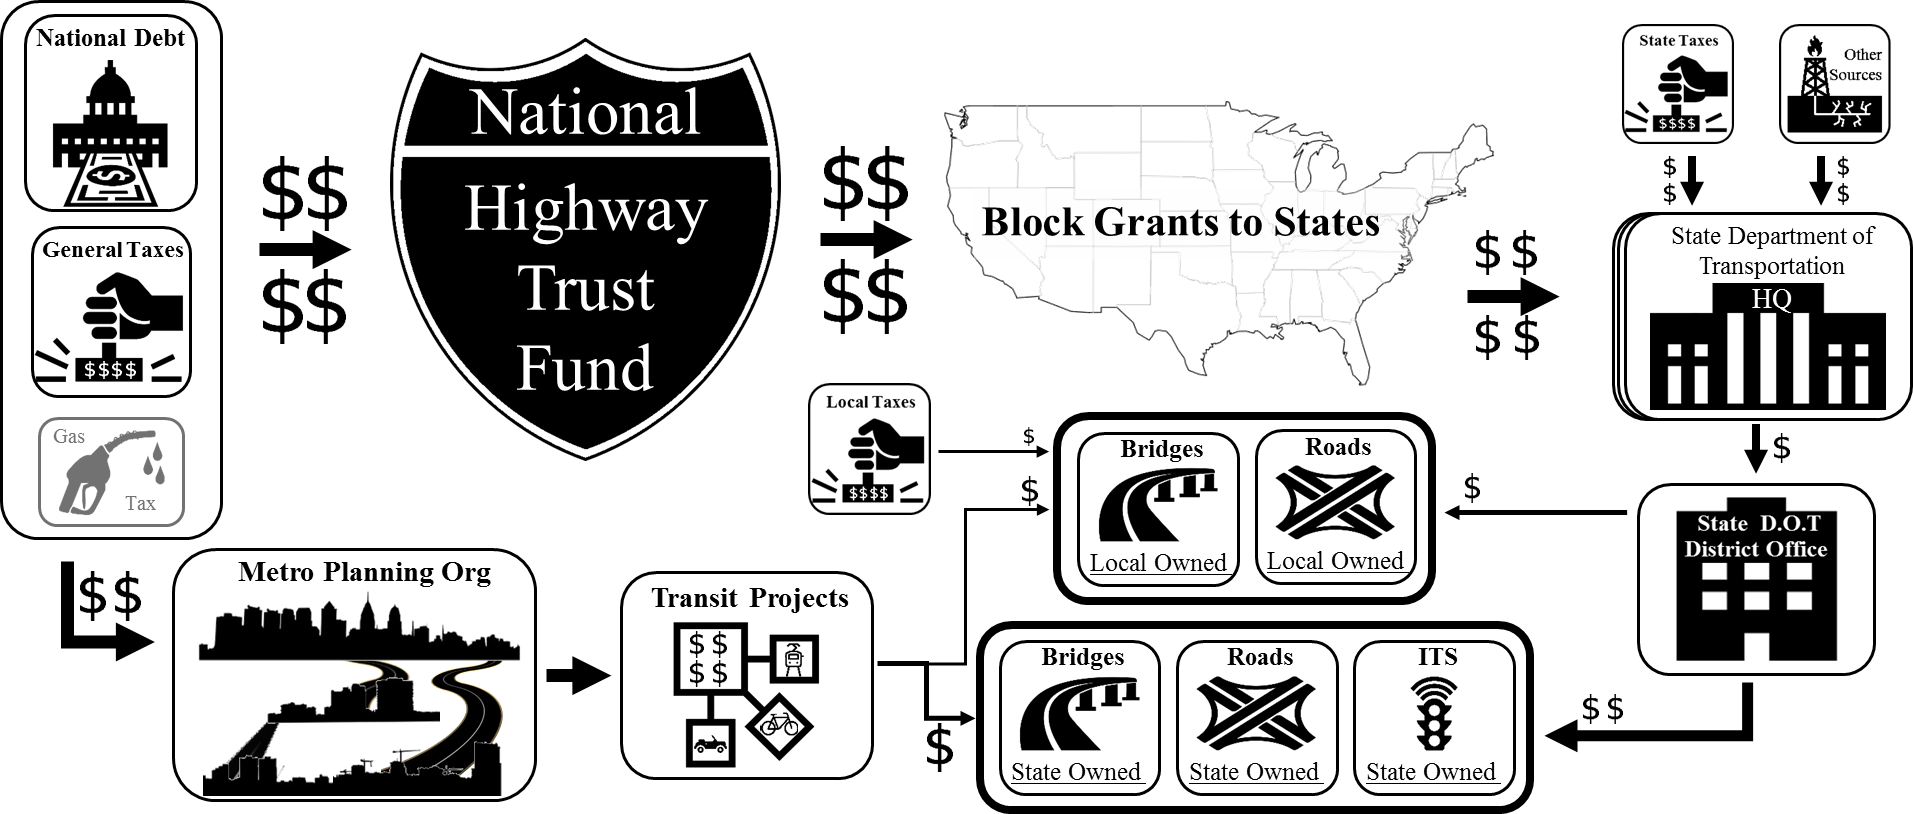 National Debt
General Taxes
$$$$
Gas
Tax
$$
$$
National
Highway
Trust
Fund
$$
$$
Block Grants to States
$ $
$ $
State Taxes
$$$$
Other
Sources
$
$
$
$
State Department of
Transportation
HQ
$
State D.O.T
District Office
$
$$
Local Taxes
$$$$
$
$
Bridges
Local Owned
Roads
Local Owned
$$
Metro Planning Org
Transit Projects
$ $
$ $
$
Bridges
State Owned
Roads
State Owned
ITS
State Owned